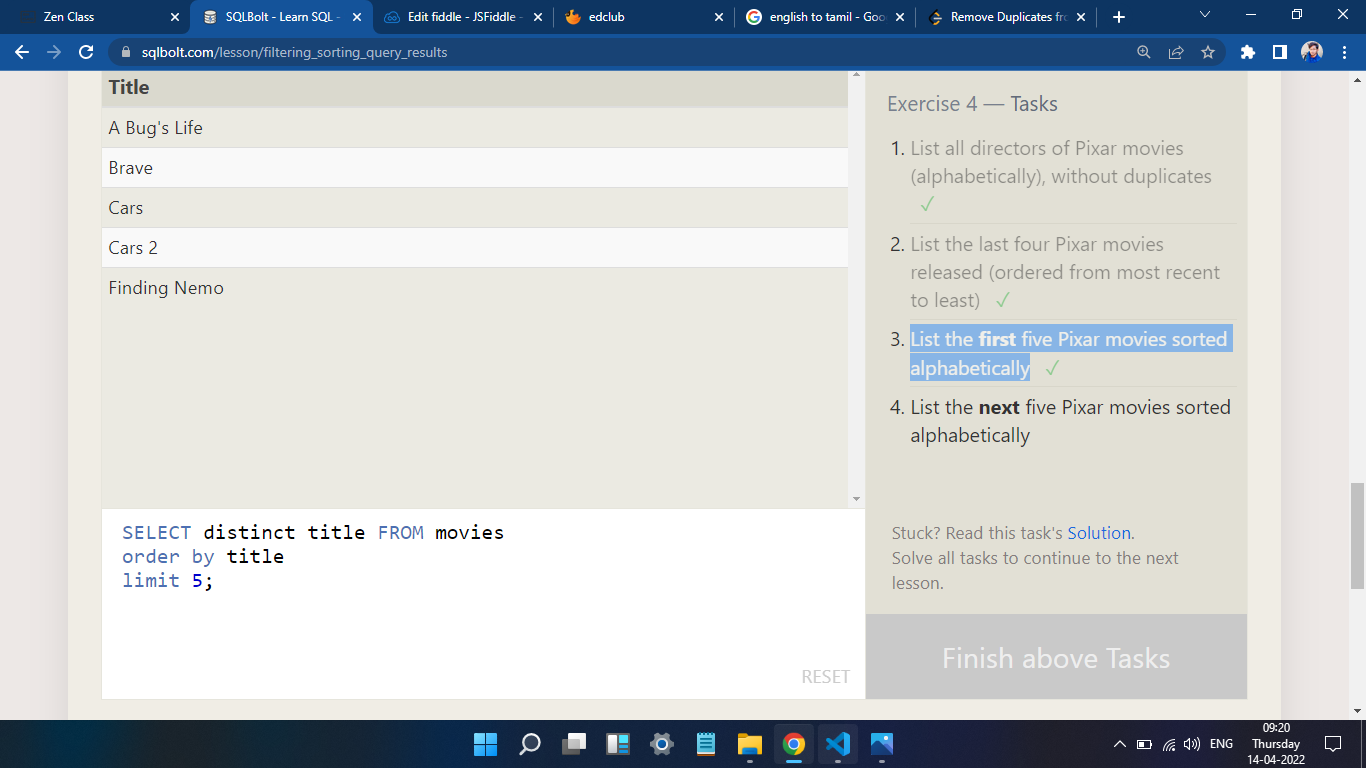 Zen Class
SQLBolt - Learn SQL -
Edit fiddle - JSFiddle -
edclub
english to tamil - Goo
Remove Duplicates fro
sqlbolt.com/lesson/filtering_sorting_query_results
Title
A Bug's Life
Brave
Cars
Cars 2
Finding Nemo
SELECT distinct title FROM movies
order by title
limit 5;
RESET
Exercise 4 — Tasks
1. List all directors of Pixar movies
(alphabetically), without duplicates
✓
2. List the last four Pixar movies
released (ordered from most recent
to least) ✓
3. List the first five Pixar movies sorted
alphabetically ✓
4. List the next five Pixar movies sorted
alphabetically
Stuck? Read this task's Solution.
Solve all tasks to continue to the next
lesson.
Finish above Tasks
ENG
09:20
Thursday
14-04-2022